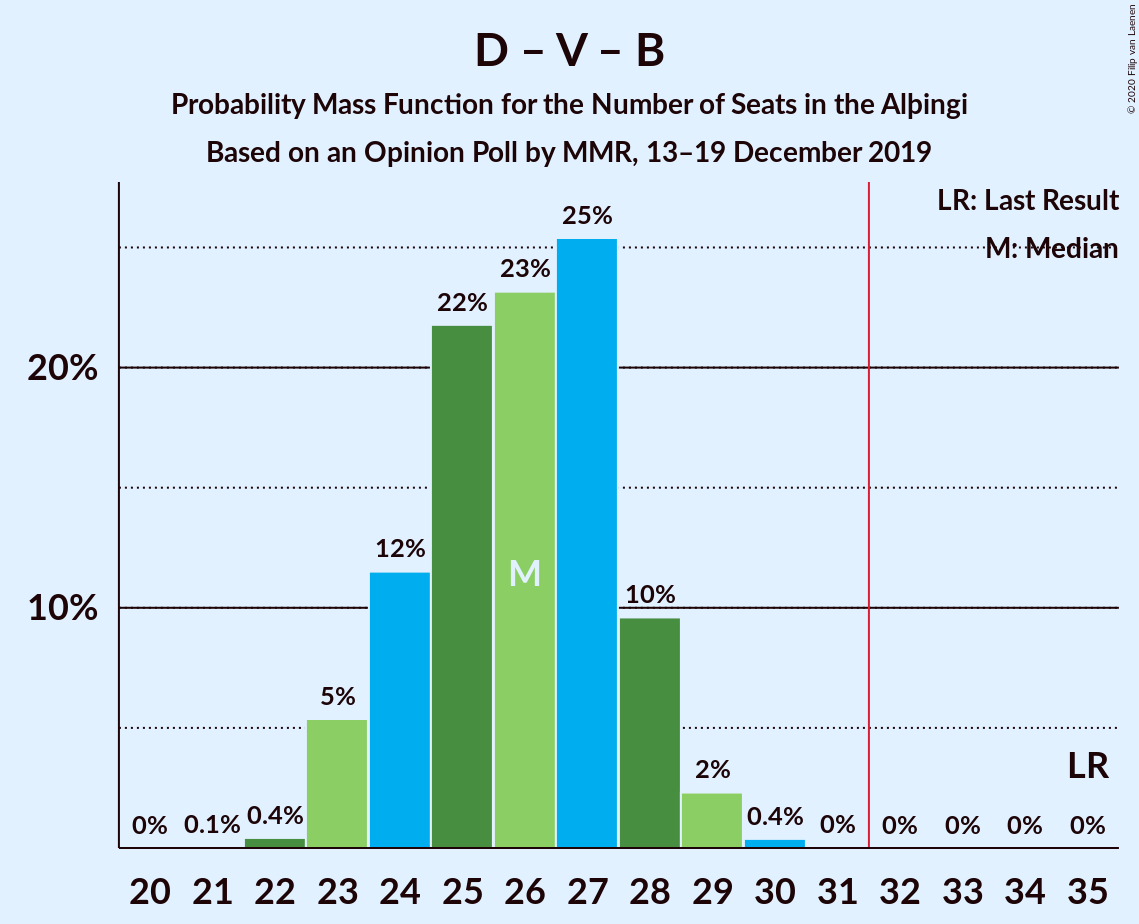 D – V – B
Probability Mass Function for the Number of Seats in the Alþingi
Based on an Opinion Poll by MMR, 13–19 December 2019
© 2020 Filip van Laenen
LR: Last Result
M: Median
25%
23%
22%
20%
12%
M
10%
10%
5%
2%
LR
0%
0.1%
0.4%
0.4%
0%
0%
0%
0%
0%
20 21 22 23 24 25 26 27 28 29 30 31 32 33 34 35